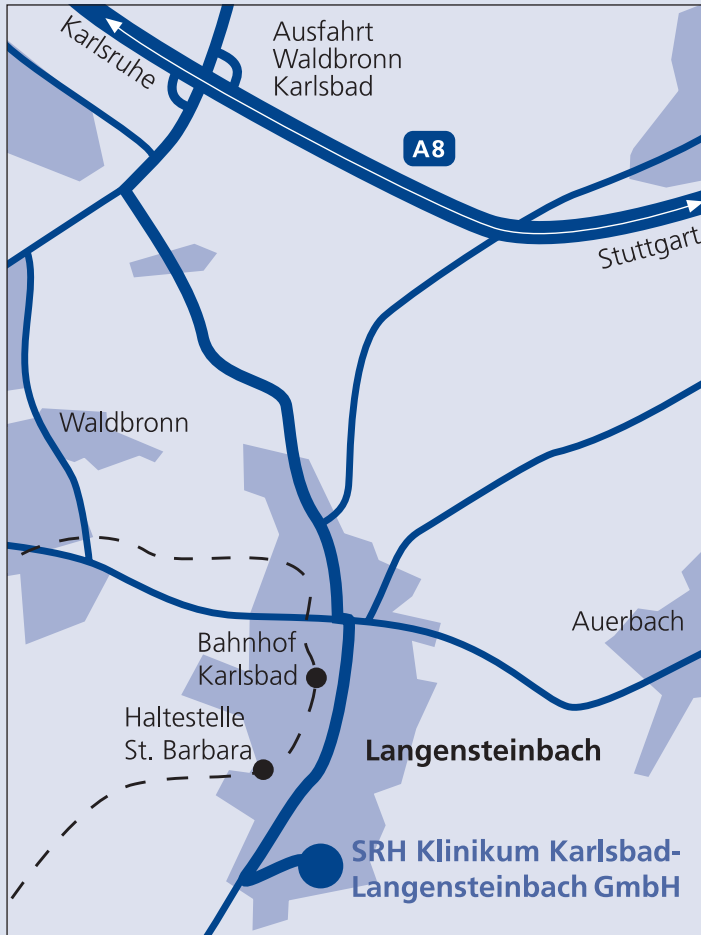 Karlsruhe
Ausfahrt
Waldbronn
Karlsbad
A8
Stuttgart
Waldbronn
Auerbach
Bahnhof
Karlsbad
Haltestelle
St. Barbara
Langensteinbach
SRH Klinikum Karlsbad-
Langensteinbach GmbH